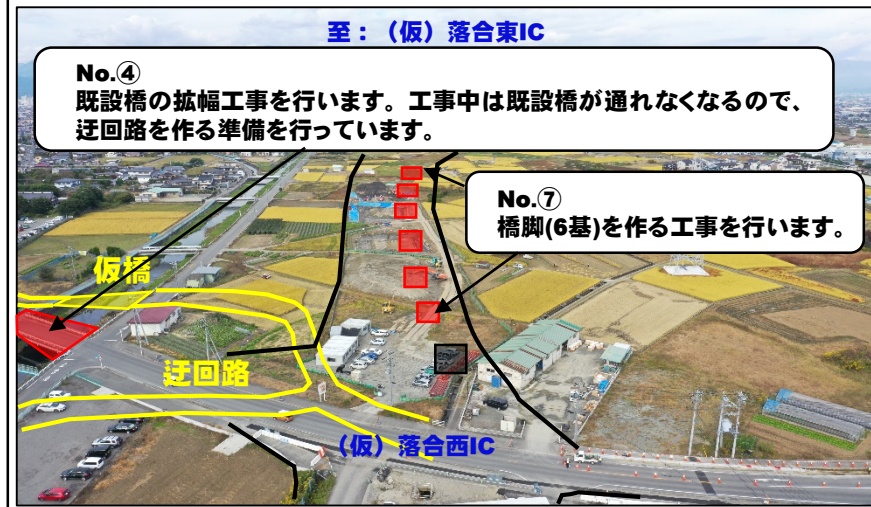 至：（仮）落合東IC
No.④
既設橋の拡幅工事を行います。工事中は既設橋が通れなくなるので、
迂回路を作る準備を行っています。
No.⑦
橋脚(6基)を作る工事を行います。
仮橋
迂回路
（仮）落合西IC